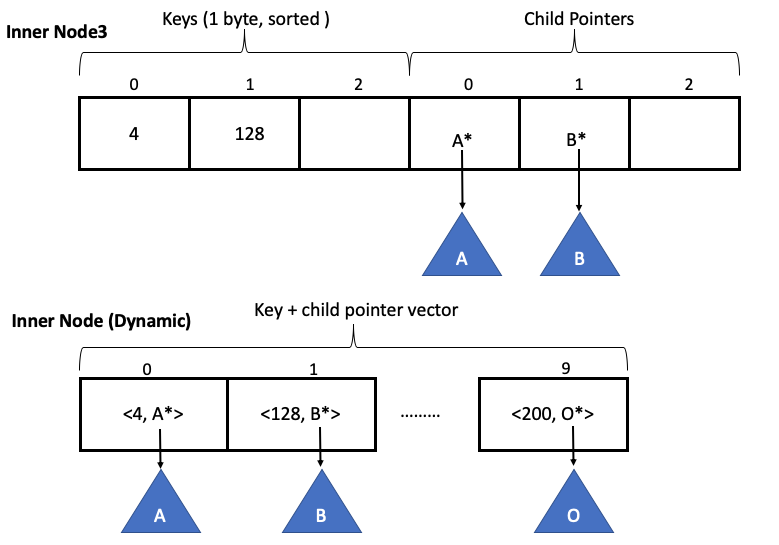 Inner Node3
Keys (1 byte, sorted )
Child Pointers
0 1 2 0 1 2
4 128 A* B*
A B
Inner Node (Dynamic)
Key + child pointer vector
0 1 9
<4, A*> <128, B*> ......... <200, O*>
A B O